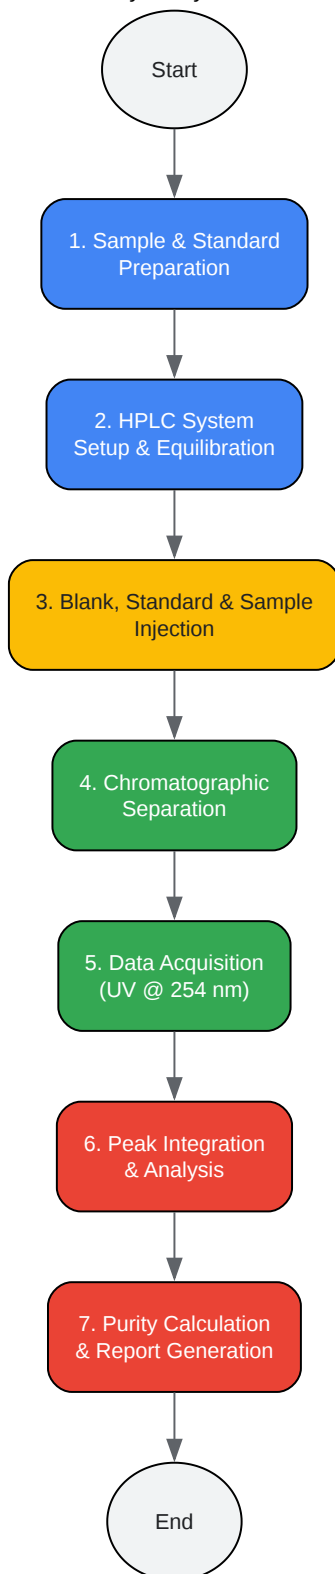 Start
1. Sample & Standard
Preparation
2. HPLC System
Setup & Equilibration
3. Blank, Standard & Sample
Injection
4. Chromatographic
Separation
5. Data Acquisition
(UV @ 254 nm)
6. Peak Integration
& Analysis
7. Purity Calculation
& Report Generation
End